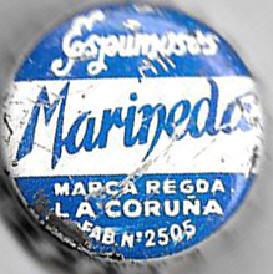 Espumosos
Marineda
MARCA REGDA
LA CORUÑA
FAB Nº 2505